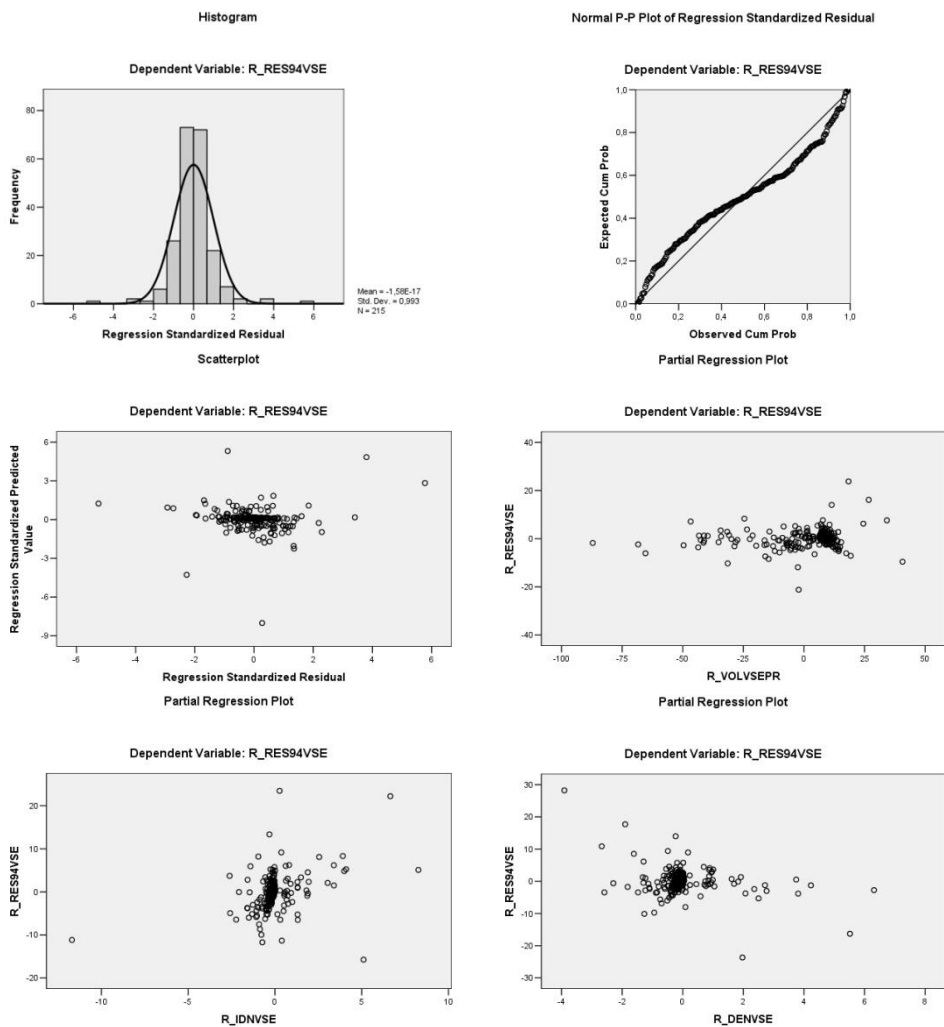 Histogram
Dependent Variable: R_RES94VSE
Frequency
80
60
40
20
0
-6 -4 -2 0 2 4 6
Regression Standardized Residual
Mean = -1,58E-17
Std. Dev. = 0,993
N = 215
Normal P-P Plot of Regression Standardized Residual
Dependent Variable: R_RES94VSE
Expected Cum Prob
1,0
0,8
0,6
0,4
0,2
0,0
0,0 0,2 0,4 0,6 0,8 1,0
Observed Cum Prob
Scatterplot
Dependent Variable: R_RES94VSE
Regression Standardized Predicted
Value
6
3
0
-3
-6
-9
-6 -4 -2 0 2 4 6
Regression Standardized Residual
Partial Regression Plot
Dependent Variable: R_RES94VSE
R_RES94VSE
40
20
0
-20
-40
-100 -75 -50 -25 0 25 50
R_VOLVSEPR
Partial Regression Plot
Dependent Variable: R_RES94VSE
R_RES94VSE
20
10
0
-10
-20
-10 -5 0 5 10
R_IDNVSE
Partial Regression Plot
Dependent Variable: R_RES94VSE
R_RES94VSE
30
20
10
0
-10
-20
-30
-4 -2 0 2 4 6 8
R_DENVSE